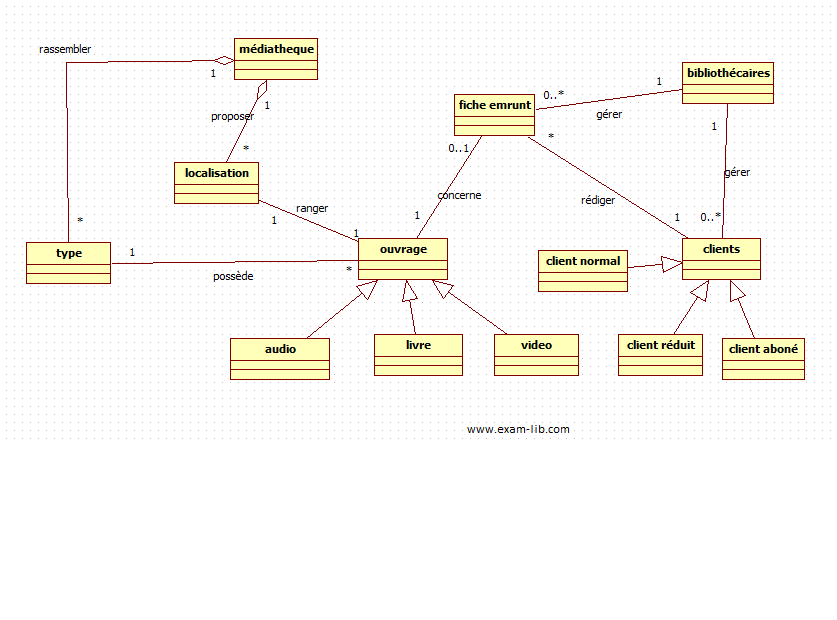 rassembler
médiatheque
1
1
proposer
*
localisation
ranger
1
1
*
type
1
possède
*
ouvrage
fiche emrunt
0..*
1
gérer
bibliothécaires
*
0..1
concerne
1
rédiger
1
1
gérer
0..*
clients
client normal
audio
livre
video
client réduit
client aboné
www.exam-lib.com